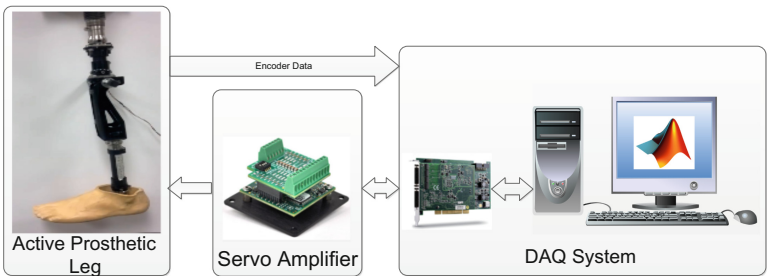 Encoder Data
Active Prosthetic
Leg
Servo Amplifier
DAQ System